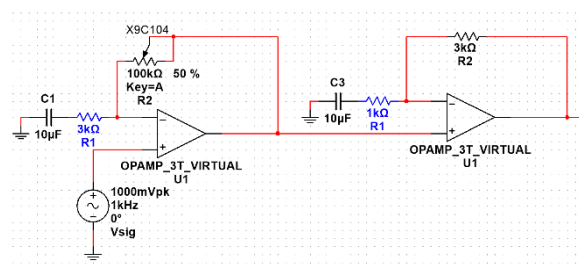 X9C104
100kΩ 50 %
Key=A
R2
C1
10µF
3kΩ
R1
−
+
OPAMP_3T_VIRTUAL
U1
1000mVpk
1kHz
0°
Vsig
3kΩ
R2
C3
10µF
1kΩ
R1
−
+
OPAMP_3T_VIRTUAL
U1